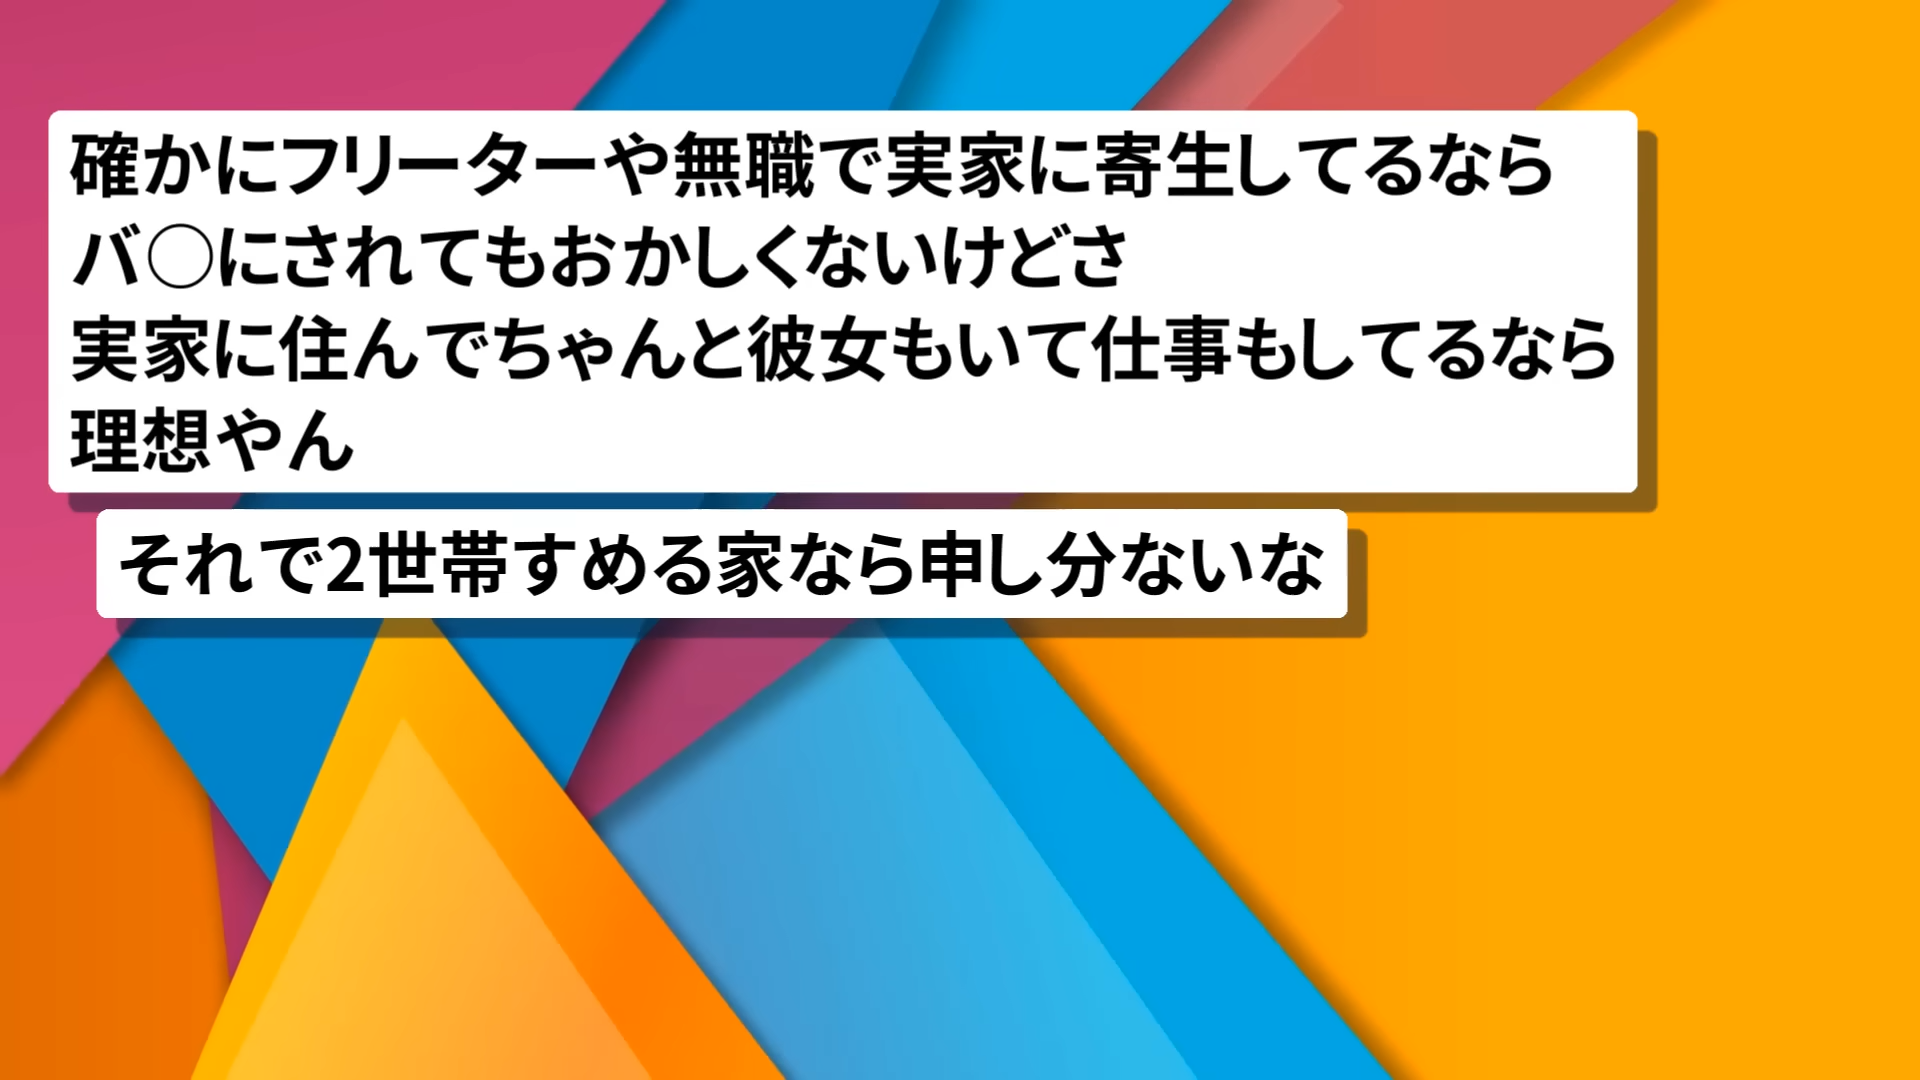 確かにフリーターや無職で実家に寄生してるなら
バ◯にされてもおかしくないけどさ
実家に住んでちゃんと彼女もいて仕事もしてるなら
理想やん
それで2世帯すめる家なら申し分ないな